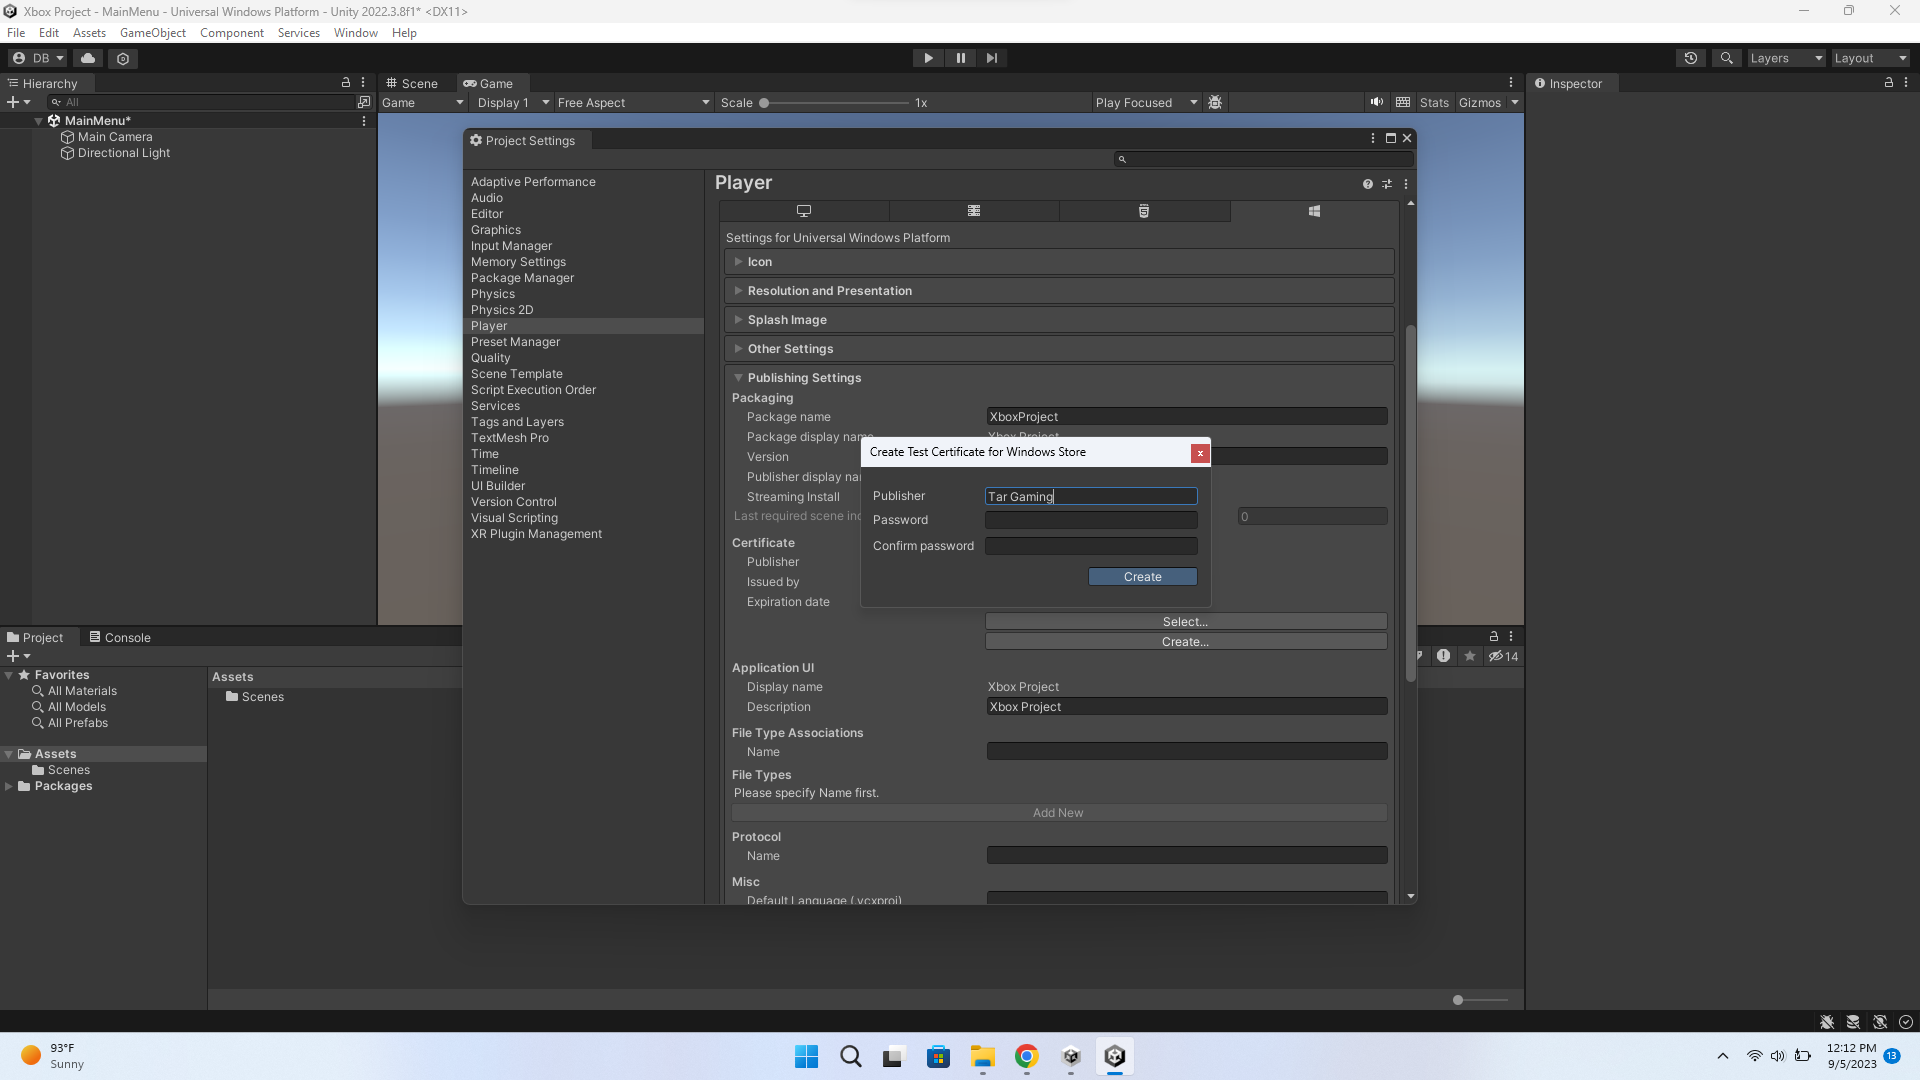 Xbox Project - MainMenu - Universal Windows Platform - Unity 2022.3.8f1* <DX11>
File Edit Assets GameObject Component Services Window Help
DB Layers Layout
Hierarchy
All
MainMenu*
Main Camera
Directional Light
Scene Game
Game Display 1 Free Aspect Scale 1x Play Focused Stats Gizmos
Inspector
Project Settings
Adaptive Performance
Audio
Editor
Graphics
Input Manager
Memory Settings
Package Manager
Physics
Physics 2D
Player
Preset Manager
Quality
Scene Template
Script Execution Order
Services
Tags and Layers
TextMesh Pro
Time
Timeline
UI Builder
Version Control
Visual Scripting
XR Plugin Management
Player
Settings for Universal Windows Platform
Icon
Resolution and Presentation
Splash Image
Other Settings
Publishing Settings
Packaging
Package name XboxProject
Package display name
Version
Publisher display
Streaming Install
Last required scene 0
Certificate
Publisher
Issued by
Expiration date
Select...
Create...
Application UI
Display name Xbox Project
Description Xbox Project
File Type Associations
Name
File Types
Please specify Name first.
Add New
Protocol
Name
Misc
Default Language (.vcxproj)
Create Test Certificate for Windows Store
x
Publisher Tar Gaming
Password
Confirm password
Create
Project Console
14
Favorites
All Materials
All Models
All Prefabs
Assets
Scenes
Packages
Assets
Scenes
93°F
Sunny
12:12 PM
9/5/2023
13